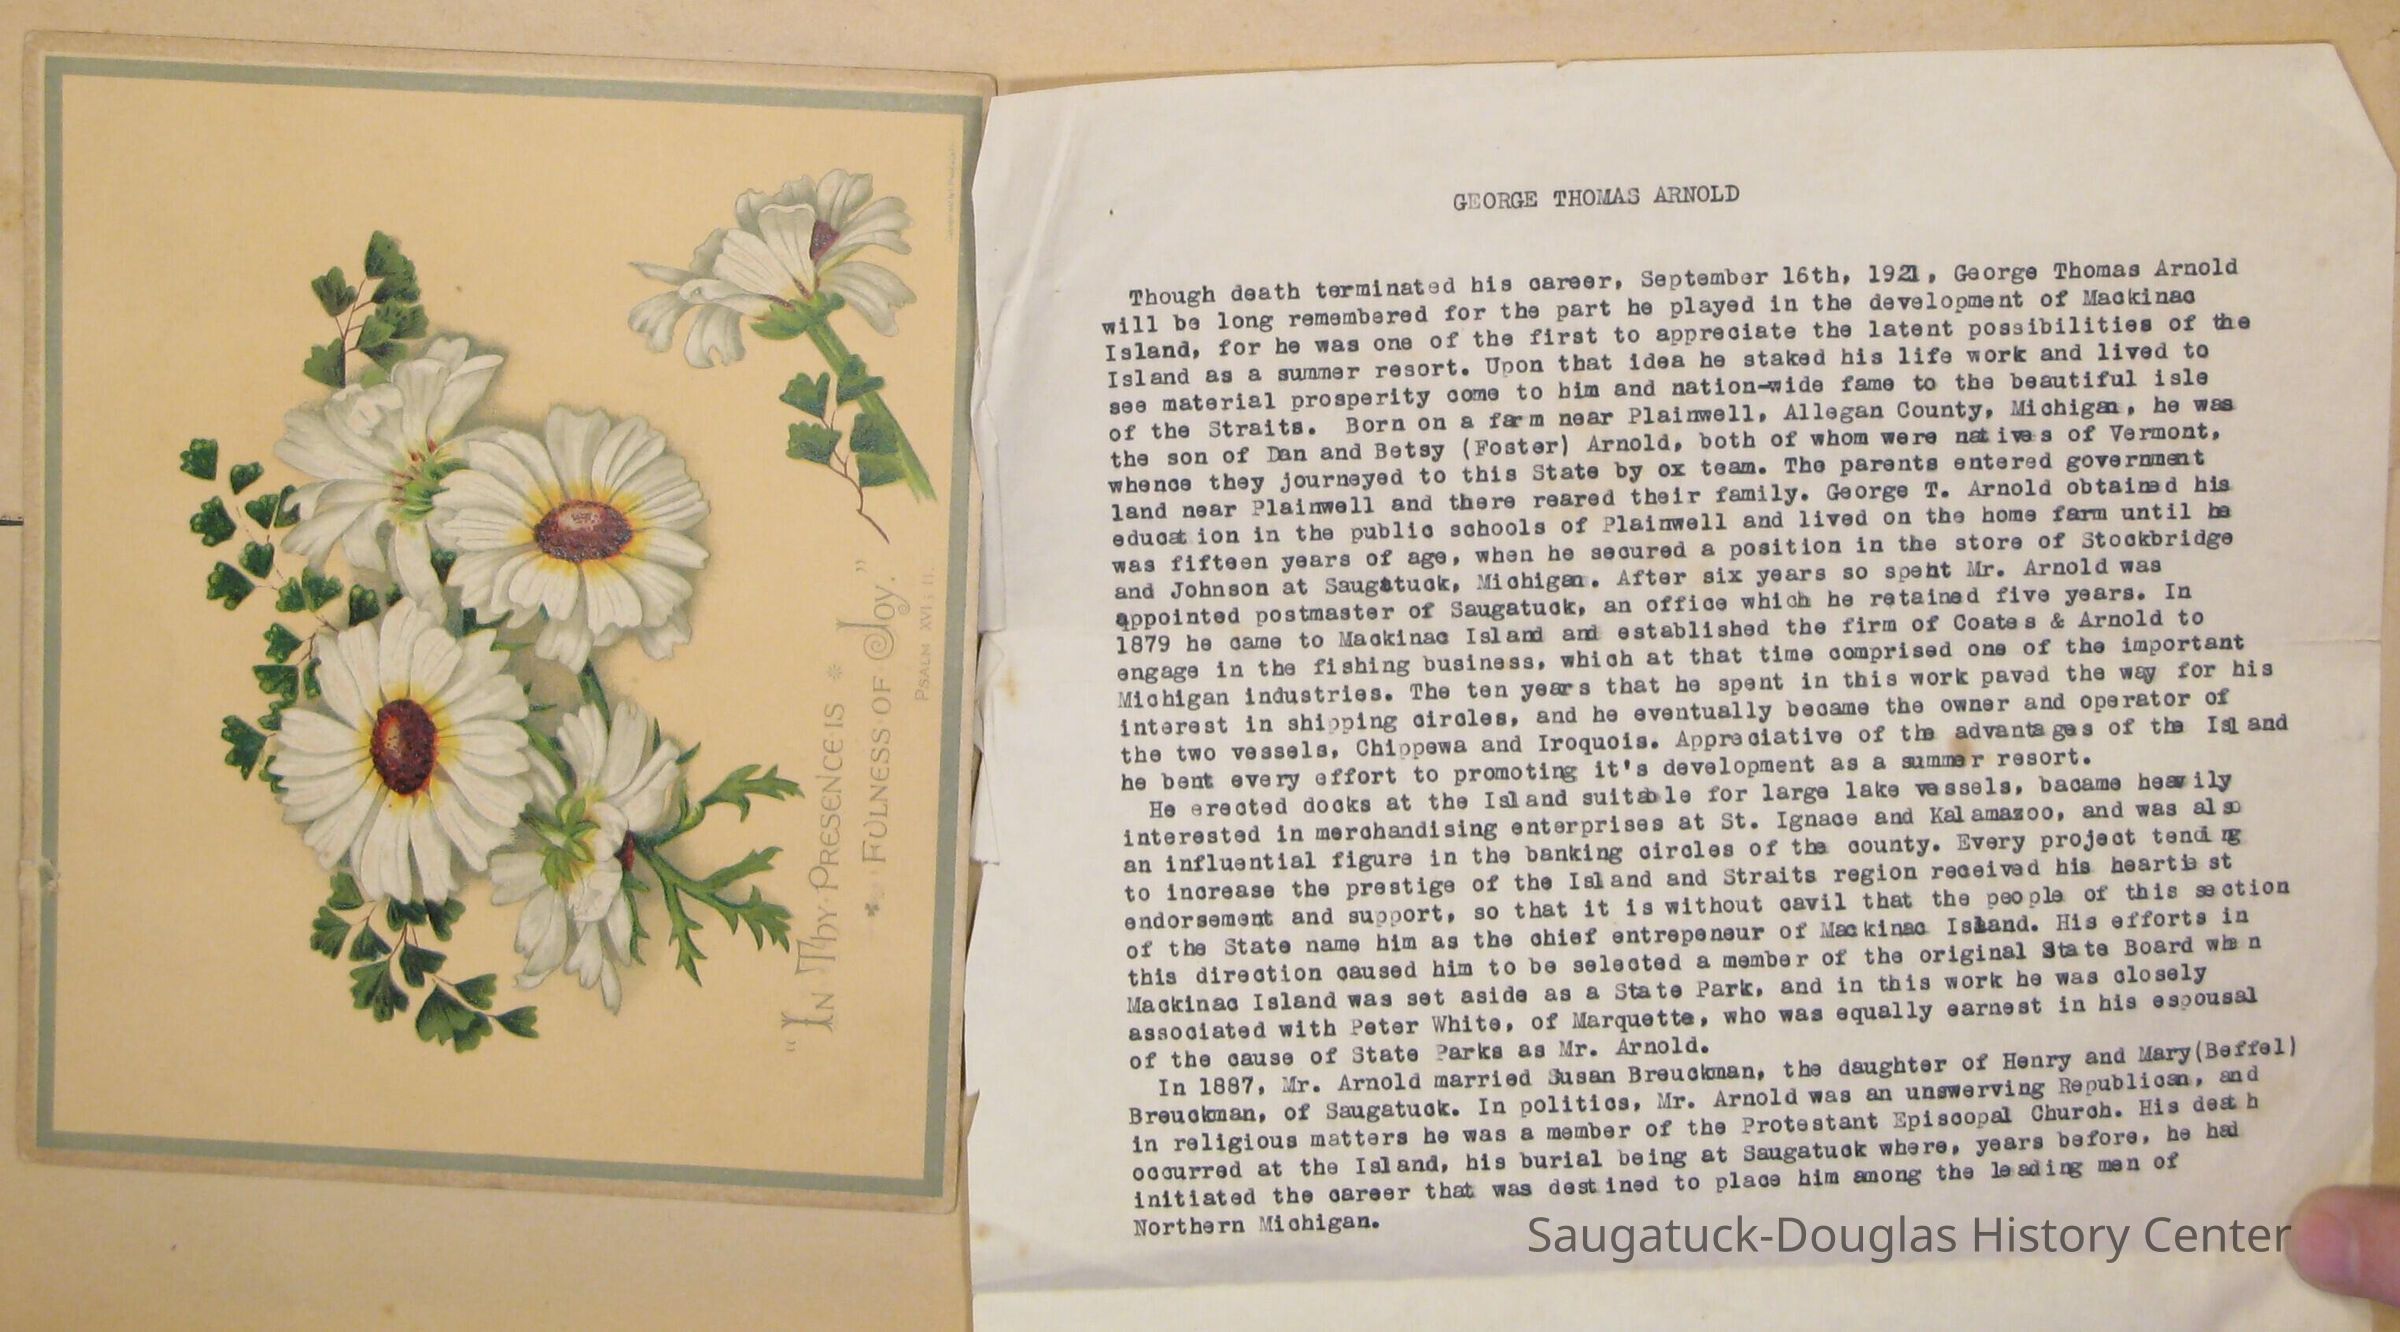 "In Thy Presence is
Fulness of Joy."
Psalm XVI: 11.
GEORGE THOMAS ARNOLD
Though death terminated his career, September 16th, 1921, George Thomas Arnold
will be long remembered for the part he played in the development of Mackinac
Island, for he was one of the first to appreciate the latent possibilities of the
Island as a summer resort. Upon that idea he staked his life work and lived to
see material prosperity come to him and nation-wide fame to the beautiful isle
of the Straits. Born on a farm near Plainwell, Allegan County, Michigan, he was
the son of Dan and Betsy (Foster) Arnold, both of whom were natives of Vermont,
whence they journeyed to this State by ox team. The parents entered government
land near Plainwell and there reared their family. George T. Arnold obtained his
education in the public schools of Plainwell and lived on the home farm until he
was fifteen years of age, when he secured a position in the store of Stockbridge
and Johnson at Saugatuck, Michigan. After six years so speht Mr. Arnold was
appointed postmaster of Saugatuck, an office which he retained five years. In
1879 he came to Mackinac Island and established the firm of Coates & Arnold to
engage in the fishing business, which at that time comprised one of the important
Michigan industries. The ten years that he spent in this work paved the way for his
interest in shipping circles, and he eventually became the owner and operator of
the two vessels, Chippewa and Iroquois. Appreciative of the advantages of the Island
he bent every effort to promoting it's development as a summer resort.
He erected docks at the Island suitable for large lake vessels, bacame heavily
interested in merchandising enterprises at St. Ignace and Kalamazoo, and was also
an influential figure in the banking circles of the county. Every project tending
to increase the prestige of the Island and Straits region received his heartiest
endorsement and support, so that it is without cavil that the people of this section
of the State name him as the chief entrepeneur of Mackinac Island. His efforts in
this direction caused him to be selected a member of the original State Board when
Mackinac Island was set aside as a State Park, and in this work he was closely
associated with Peter White, of Marquette, who was equally earnest in his espousal
of the cause of State Parks as Mr. Arnold.
In 1887, Mr. Arnold married Susan Breuckman, the daughter of Henry and Mary(Beffel)
Breuckman, of Saugatuck. In politics, Mr. Arnold was an unswerving Republican, and
in religious matters he was a member of the Protestant Episcopal Church. His death
occurred at the Island, his burial being at Saugatuck where, years before, he had
initiated the career that was destined to place him among the leading men of
Northern Michigan.
Saugatuck-Douglas History Center